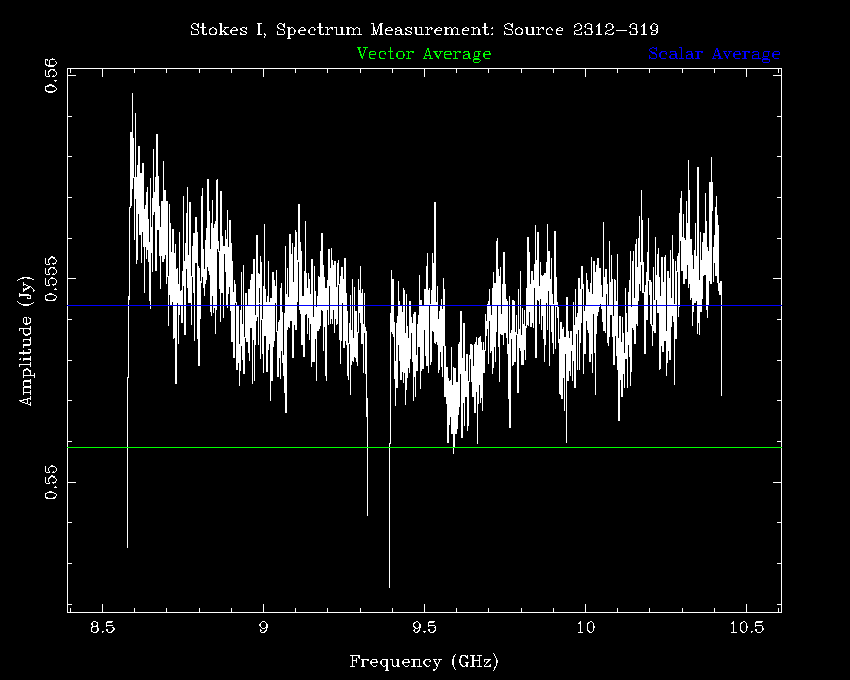 Stokes I, Spectrum Measurement: Source 2312-319
Vector Average
Scalar Average
0.56
0.555
0.55
Amplitude (Jy)
8.5
9
9.5
10
10.5
Frequency (GHz)